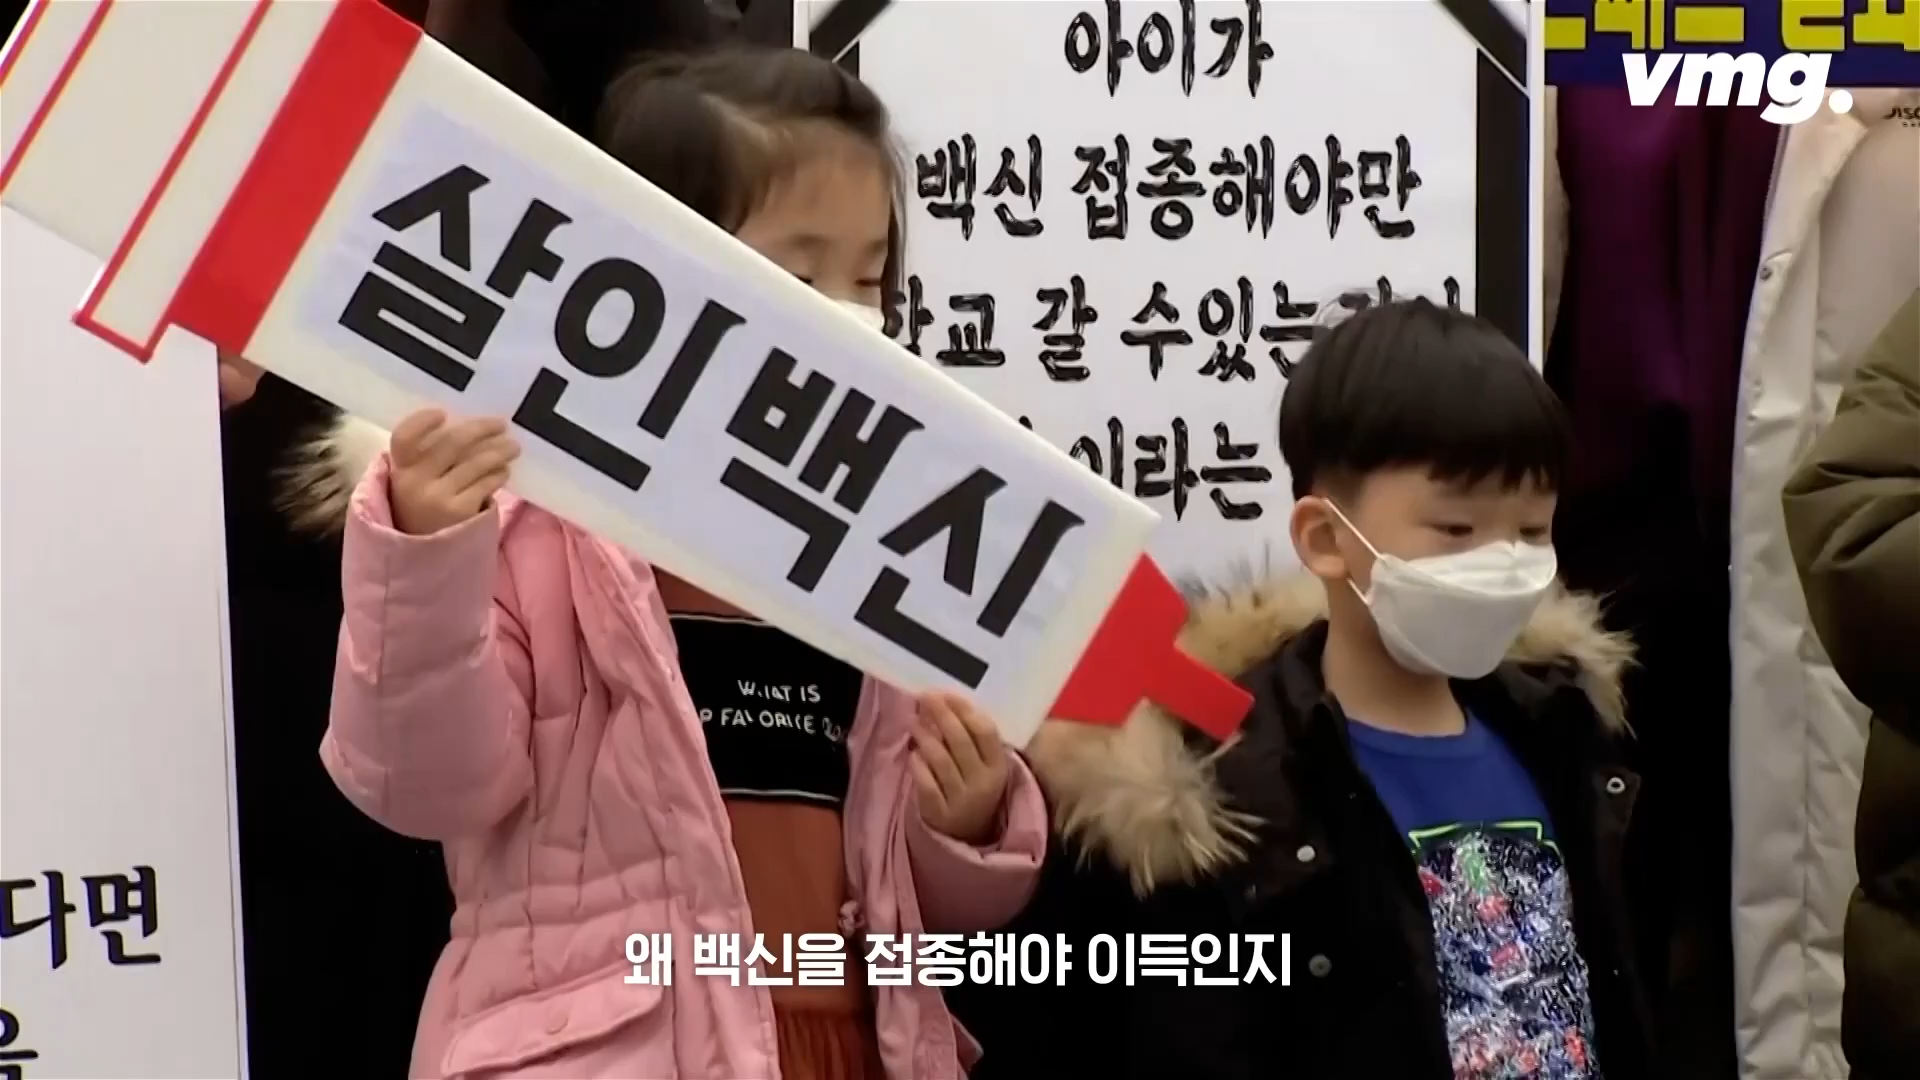 아이가
백신 접종해야만
학교 갈 수있는
이라는
vmg.
살인백신
WHAT IS
FAVORITE
다면
을
왜 백신을 접종해야 이득인지